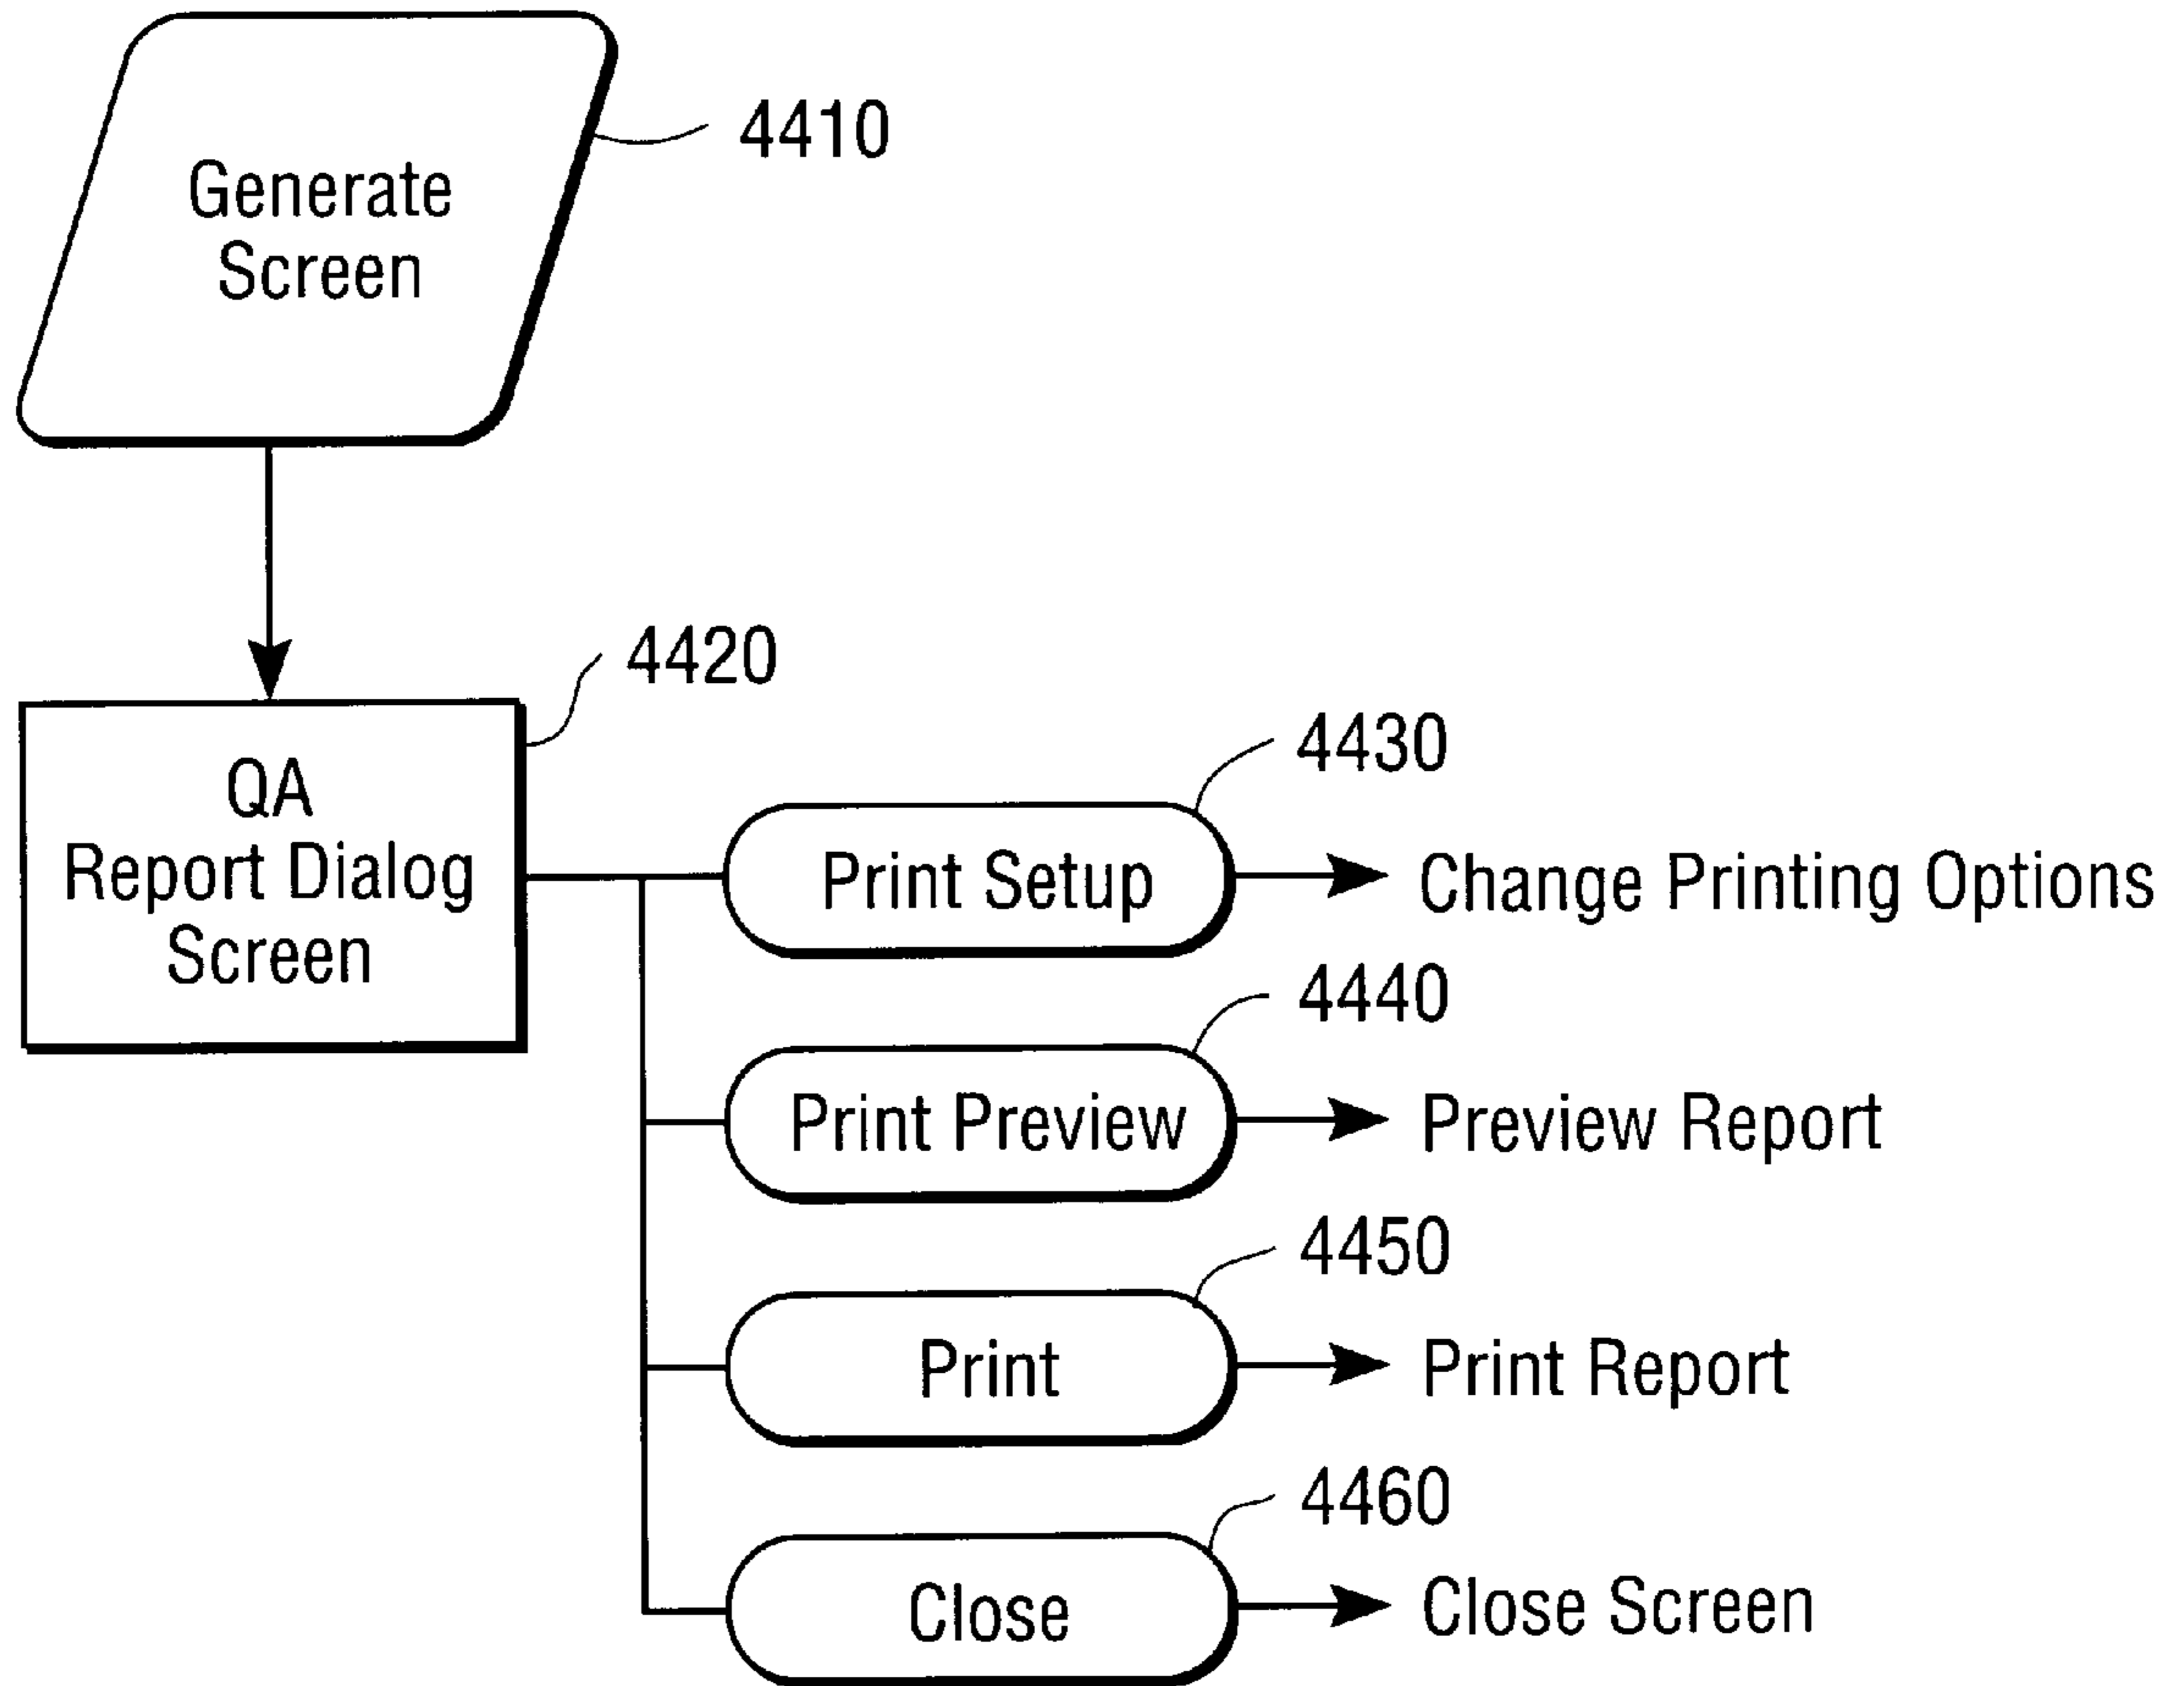 4410
Generate
Screen
4420
QA
Report Dialog
Screen
4430
Print Setup
Change Printing Options
4440
Print Preview
Preview Report
4450
Print
Print Report
4460
Close
Close Screen